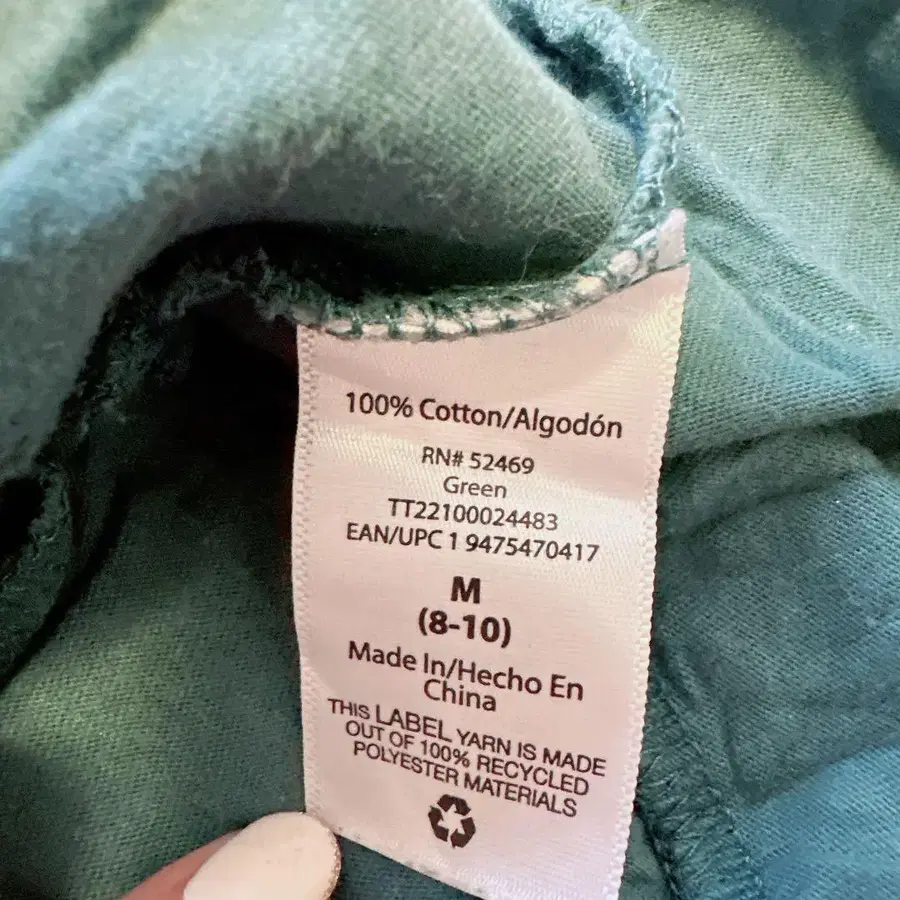 100% Cotton/Algodón
RN# 52469
Green
TT22100024483
EAN/UPC 1 9475470417
M
(8-10)
Made In/Hecho En
China
THIS LABEL YARN IS MADE
OUT OF 100% RECYCLED
POLYESTER MATERIALS